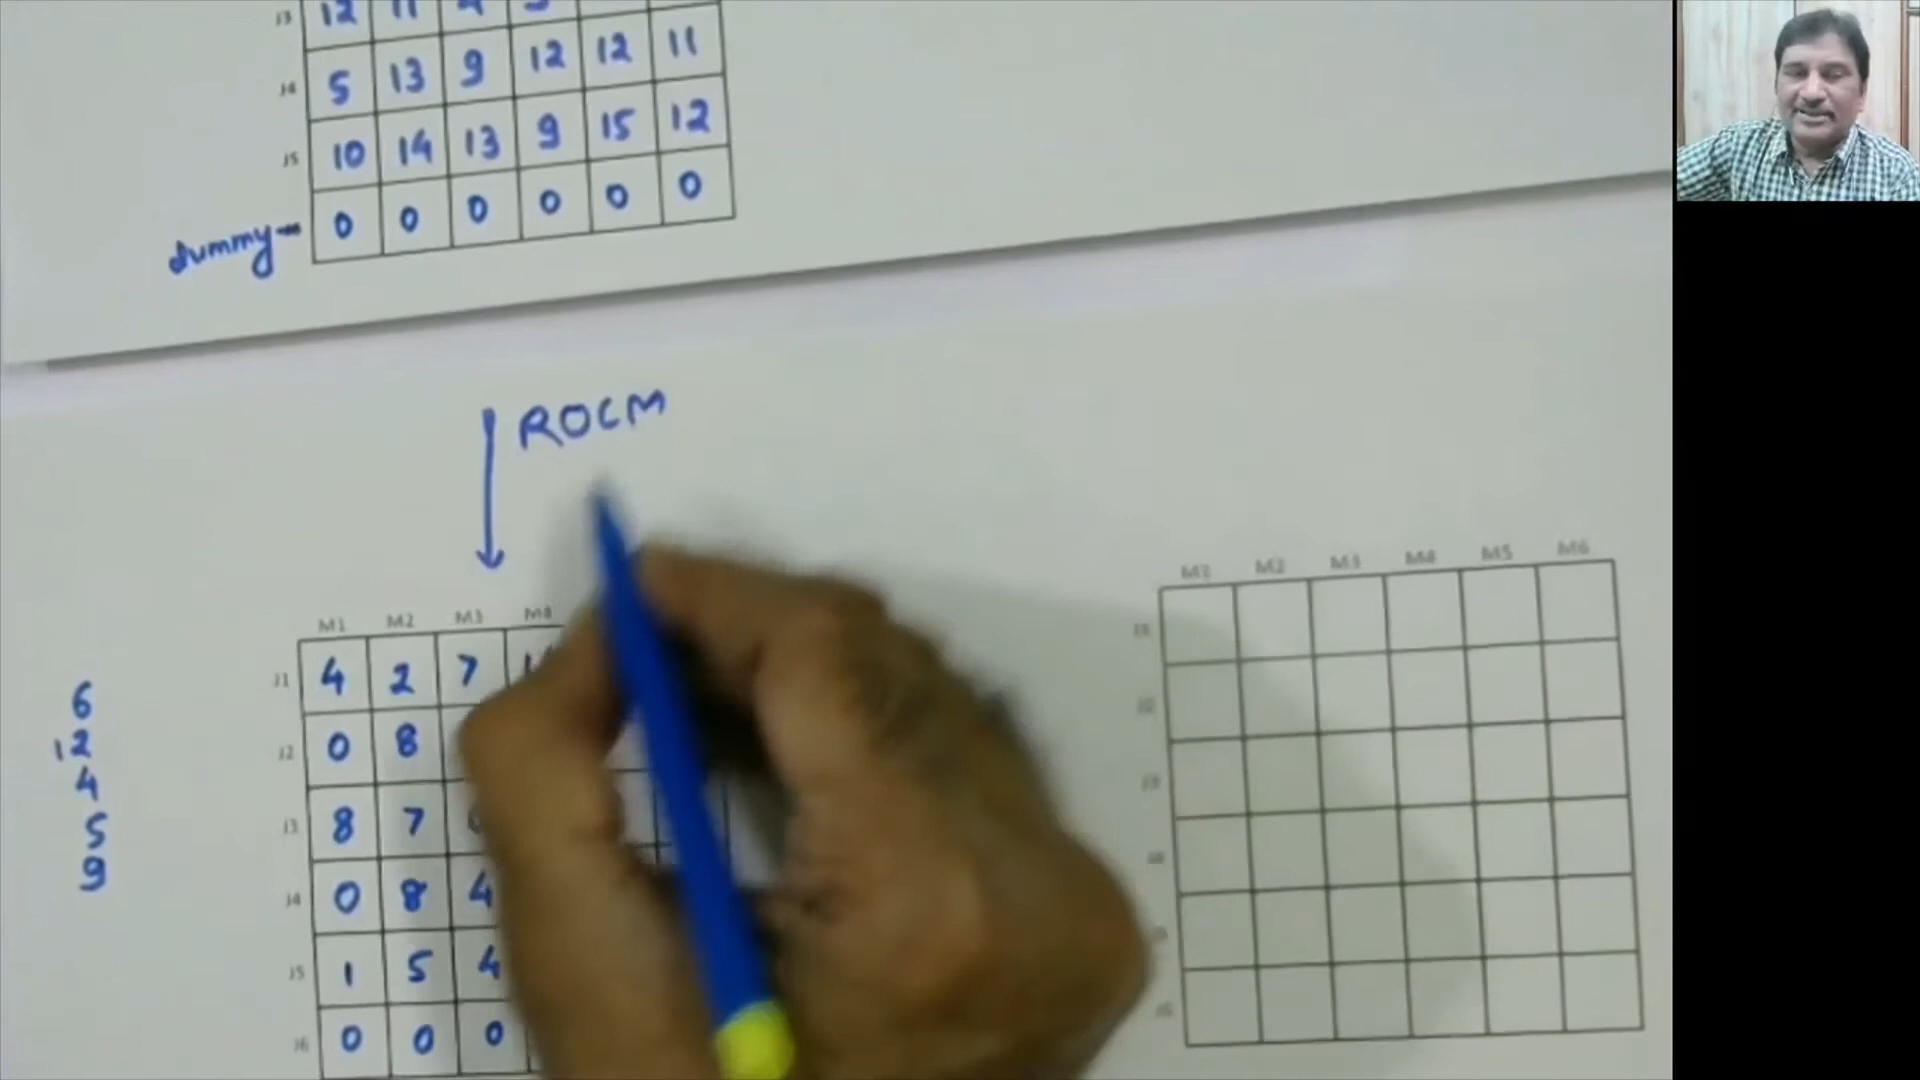 J3 12 11
J4 5 13 9 12 12 11
J5 10 14 13 9 15 12
dummy- 0 0 0 0 0 0
ROCM
M1 M2 M3 M4 M5 M6
M1 M2 M3 M4
J1 4 2 7
J2 0 8
J3 8 7
J4 0 8 4
J5 1 5 4
J6 0 0 0
6
12
4
5
9